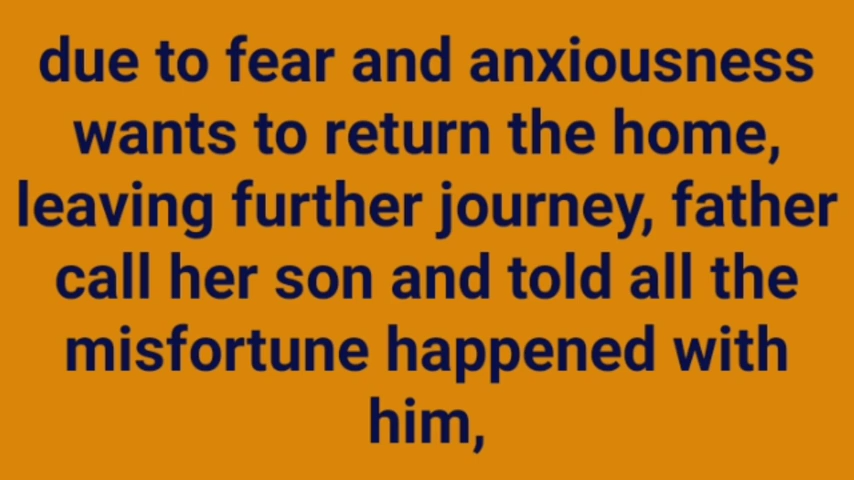 due to fear and anxiousness
wants to return the home,
leaving further journey, father
call her son and told all the
misfortune happened with
him,